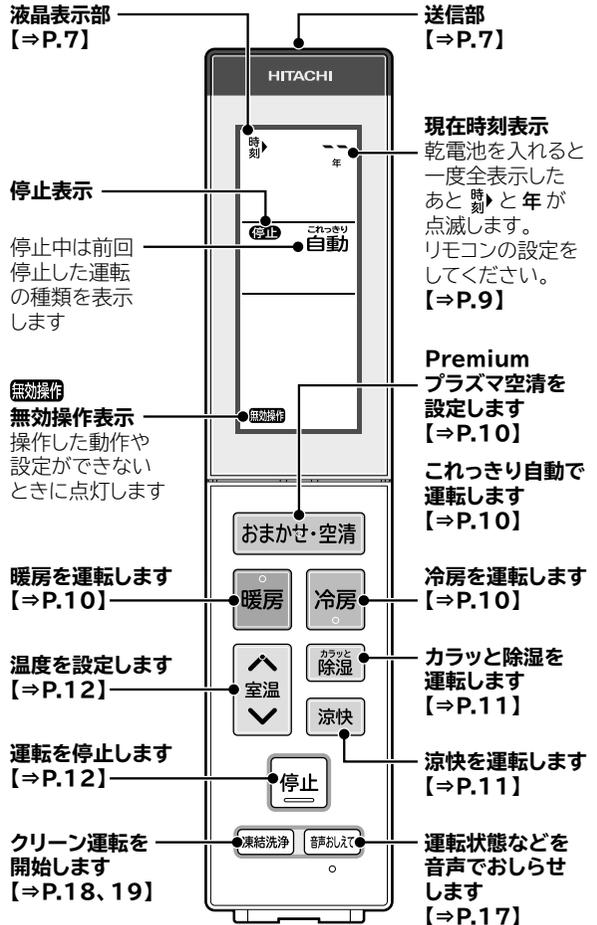 液晶表示部
【⇒P.7】
送信部
【⇒P.7】
HITACHI
時刻
--
年
現在時刻表示
乾電池を入れると
一度全表示した
あと 時刻 と 年 が
点滅します。
リモコンの設定を
してください。
【⇒P.9】
停止表示
停止
これっきり
自動
停止中は前回
停止した運転
の種類を表示
します
無効操作
無効操作表示
操作した動作や
設定ができない
ときに点灯します
無効操作
Premium
プラズマ空清を
設定します
【⇒P.10】
これっきり自動で
運転します
【⇒P.10】
おまかせ・空清
暖房を運転します
【⇒P.10】
暖房
冷房
冷房を運転します
【⇒P.10】
温度を設定します
【⇒P.12】
室温
カラッと
除湿
カラッと除湿を
運転します
【⇒P.11】
涼快
涼快を運転します
【⇒P.11】
運転を停止します
【⇒P.12】
停止
クリーン運転を
開始します
【⇒P.18、19】
凍結洗浄
音声おしえて
運転状態などを
音声でおしらせ
します
【⇒P.17】